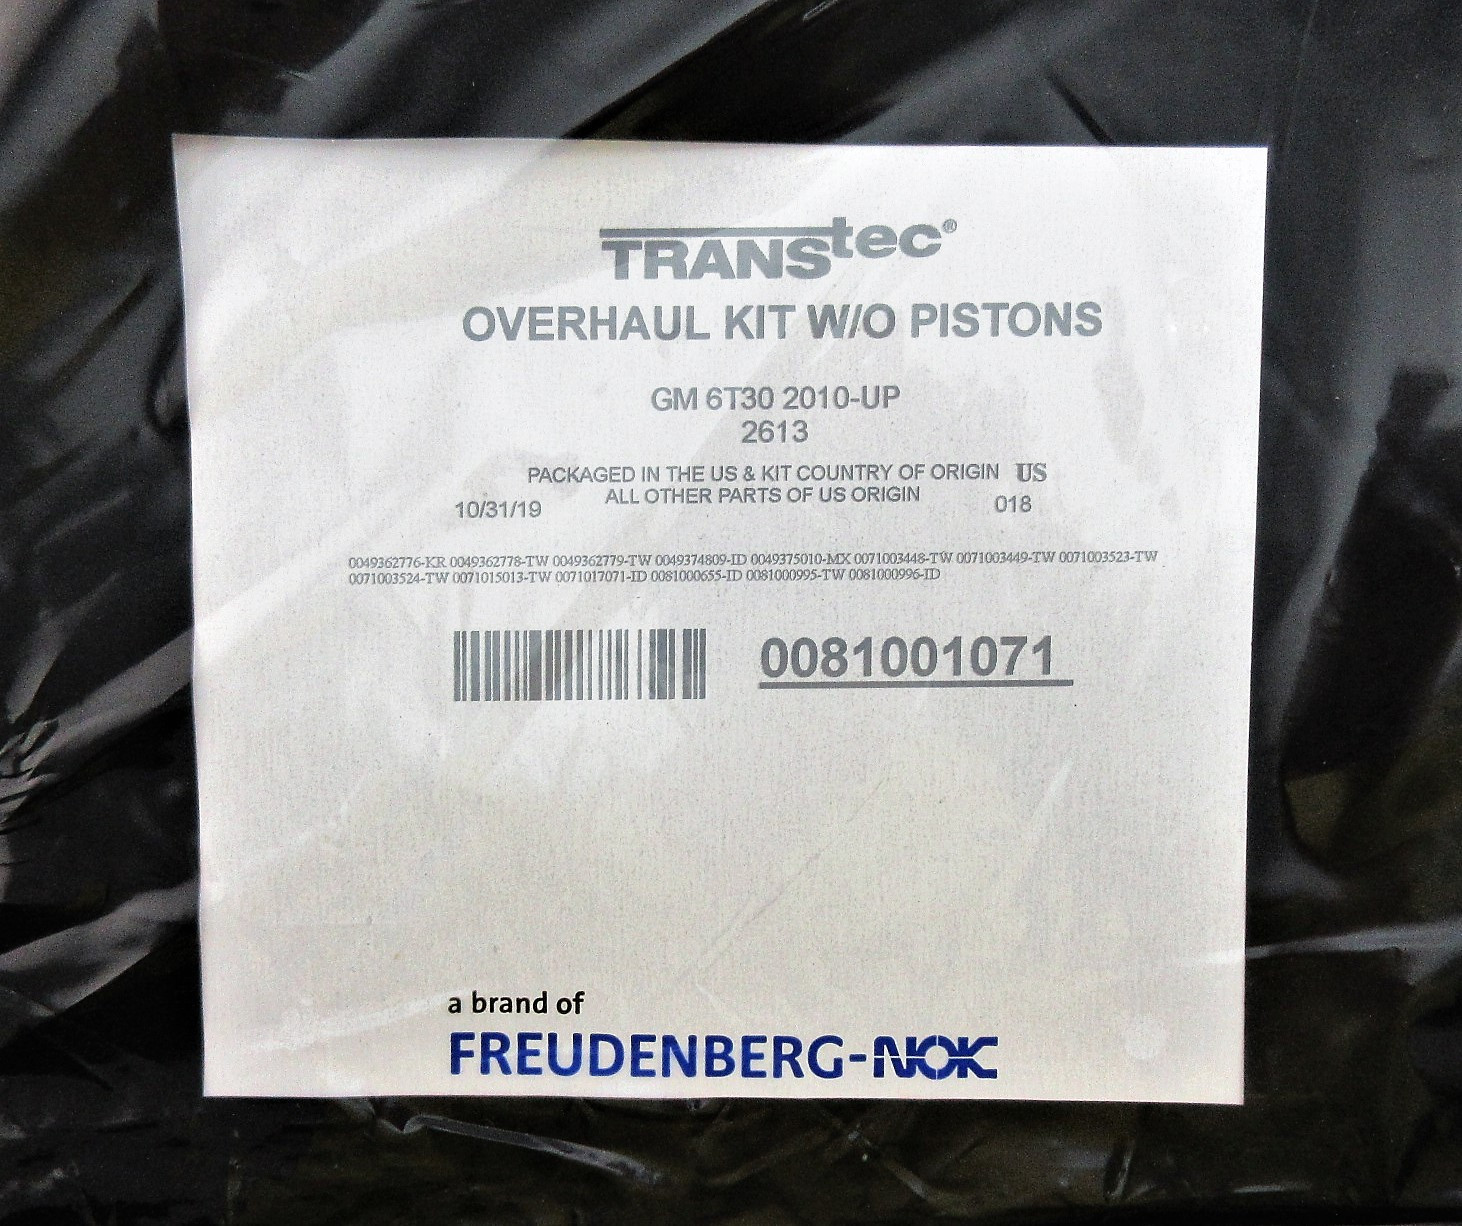 TRANStec®
OVERHAUL KIT W/O PISTONS
GM 6T30 2010-UP
2613
PACKAGED IN THE US & KIT COUNTRY OF ORIGIN US
ALL OTHER PARTS OF US ORIGIN
10/31/19 018
0049362776-KR 0049362778-TW 0049362779-TW 0049374809-ID 0049375010-MX 0071003448-TW 0071003449-TW 0071003523-TW
0071003524-TW 0071015013-TW 0071017071-ID 0081000655-ID 0081000995-TW 0081000996-ID
0081001071
a brand of
FREUDENBERG-NOK